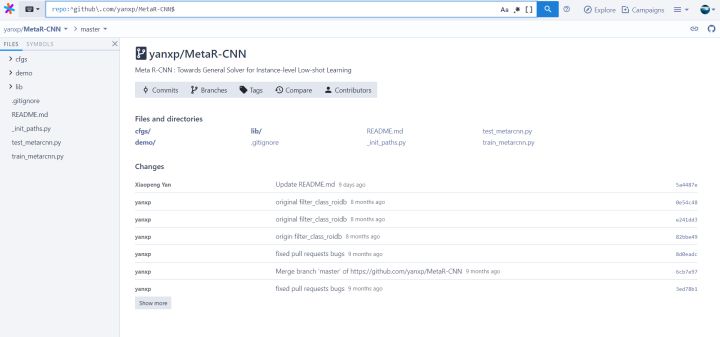 repo:^github\.com/yanxp/MetaR-CNN$
Aa .* [ ]
Explore
Campaigns
yanxp/MetaR-CNN
master
FILES SYMBOLS
cfgs
demo
lib
.gitignore
README.md
_init_paths.py
test_metarcnn.py
train_metarcnn.py
yanxp/MetaR-CNN
Meta R-CNN : Towards General Solver for Instance-level Low-shot Learning
Commits Branches Tags Compare Contributors
Files and directories
cfgs/ lib/ README.md test_metarcnn.py
demo/ .gitignore _init_paths.py train_metarcnn.py
Changes
Xiaopeng Yan Update README.md 9 days ago 5a4487e
yanxp original filter_class_roidb 8 months ago 0e54c48
yanxp original filter_class_roidb 8 months ago e241dd3
yanxp origin filter_class_roidb 8 months ago 82bbe49
yanxp fixed pull requests bugs 9 months ago 8d0eadc
yanxp Merge branch 'master' of https://github.com/yanxp/MetaR-CNN 9 months ago 6cb7a97
yanxp fixed pull requests bugs 9 months ago 5ed78b1
Show more